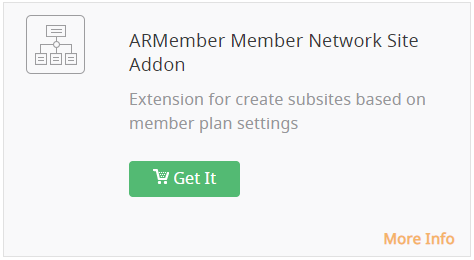 ARMember Member Network Site
Addon
Extension for create subsites based on
member plan settings
Get It
More Info